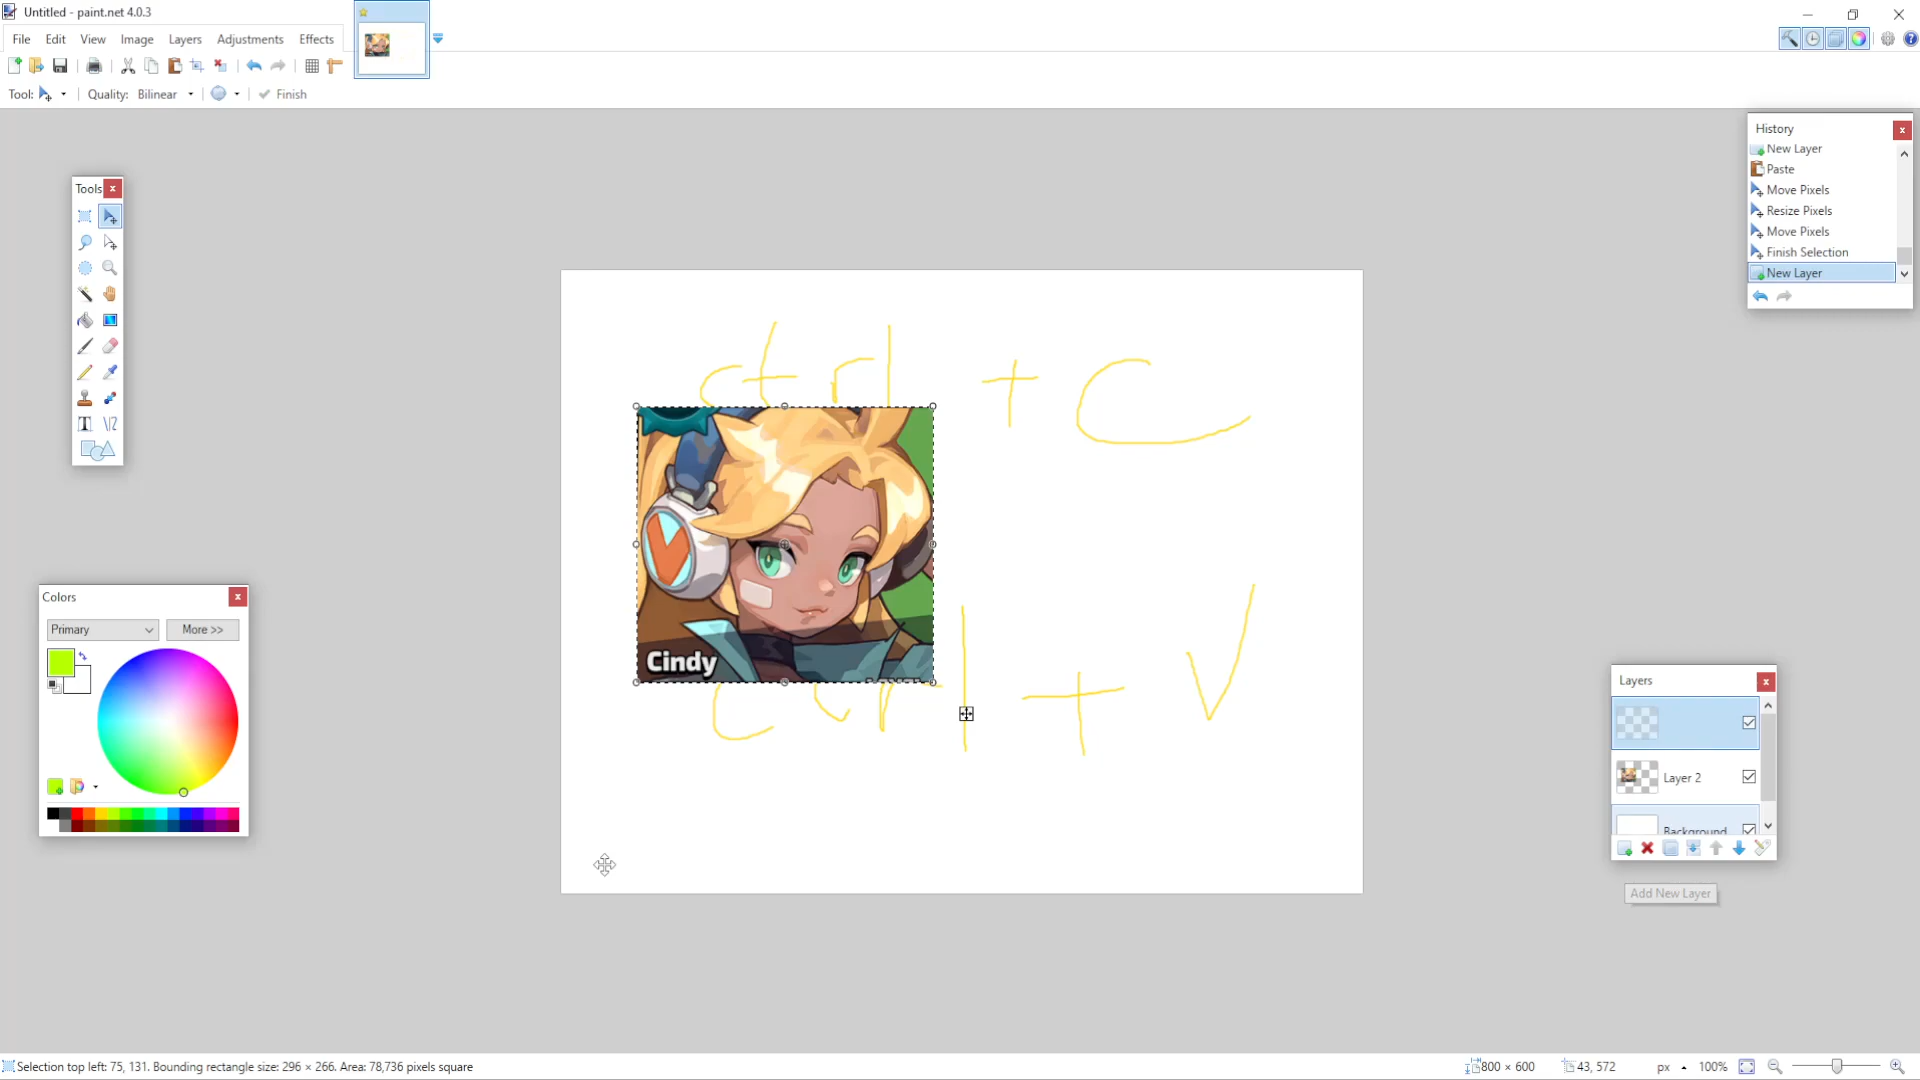 Untitled - paint.net 4.0.3
File Edit View Image Layers Adjustments Effects
Tool: Quality: Bilinear Finish
History
New Layer
Paste
Move Pixels
Resize Pixels
Move Pixels
Finish Selection
New Layer
Tools
ctrl + C
Cindy
ctrl + V
Colors
Primary More >>
Layers
Layer 2
Background
Add New Layer
Selection top left: 75, 131. Bounding rectangle size: 296 × 266. Area: 78,736 pixels square 800 × 600 43, 572 px 100%